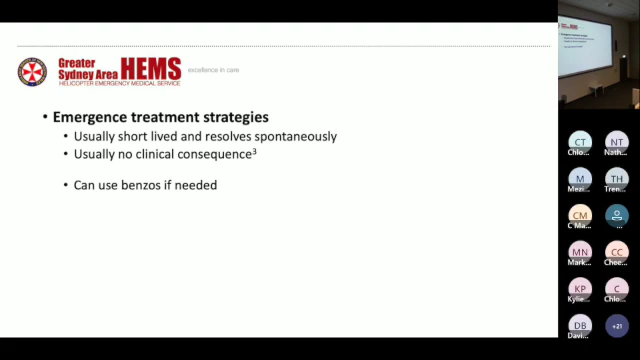 Greater
Sydney Area HEMS
HELICOPTER EMERGENCY MEDICAL SERVICE
excellence in care
• Emergence treatment strategies
• Usually short lived and resolves spontaneously
• Usually no clinical consequence³
• Can use benzos if needed
CT NT
Chlo... Nath...
M TH
Mezi... Tren...
CM
C Ma... ...
MN CC
Mark... Chee...
KP C
Kylie... Chlo...
DB +21
Davi...